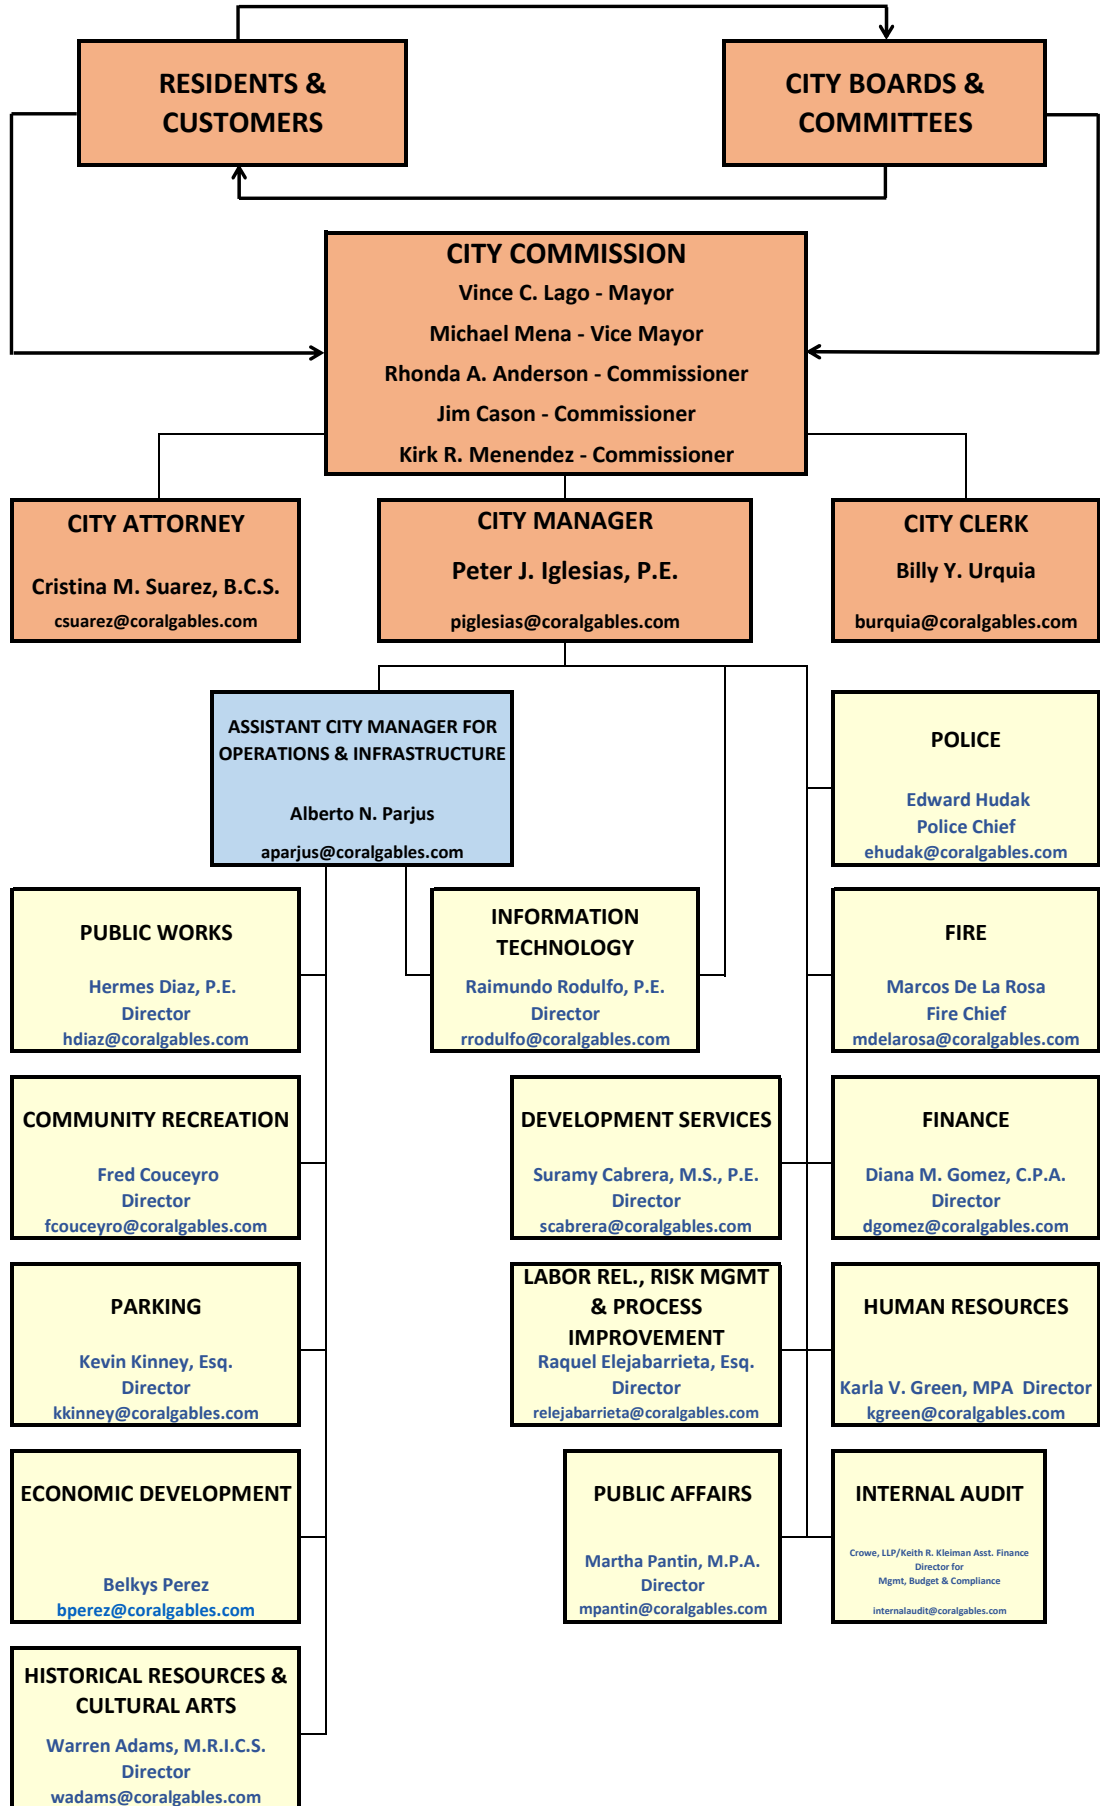 RESIDENTS &
CUSTOMERS
CITY BOARDS &
COMMITTEES
CITY COMMISSION
Vince C. Lago - Mayor
Michael Mena - Vice Mayor
Rhonda A. Anderson - Commissioner
Jim Cason - Commissioner
Kirk R. Menendez - Commissioner
CITY ATTORNEY
Cristina M. Suarez, B.C.S.
csuarez@coralgables.com
CITY MANAGER
Peter J. Iglesias, P.E.
piglesias@coralgables.com
CITY CLERK
Billy Y. Urquia
burquia@coralgables.com
ASSISTANT CITY MANAGER FOR
OPERATIONS & INFRASTRUCTURE
Alberto N. Parjus
aparjus@coralgables.com
POLICE
Edward Hudak
Police Chief
ehudak@coralgables.com
PUBLIC WORKS
Hermes Diaz, P.E.
Director
hdiaz@coralgables.com
INFORMATION
TECHNOLOGY
Raimundo Rodulfo, P.E.
Director
rrodulfo@coralgables.com
FIRE
Marcos De La Rosa
Fire Chief
mdelarosa@coralgables.com
COMMUNITY RECREATION
Fred Couceyro
Director
fcouceyro@coralgables.com
DEVELOPMENT SERVICES
Suramy Cabrera, M.S., P.E.
Director
scabrera@coralgables.com
FINANCE
Diana M. Gomez, C.P.A.
Director
dgomez@coralgables.com
PARKING
Kevin Kinney, Esq.
Director
kkinney@coralgables.com
LABOR REL., RISK MGMT
& PROCESS
IMPROVEMENT
Raquel Elejabarrieta, Esq.
Director
relejabarrieta@coralgables.com
HUMAN RESOURCES
Karla V. Green, MPA  Director
kgreen@coralgables.com
ECONOMIC DEVELOPMENT
Belkys Perez
bperez@coralgables.com
PUBLIC AFFAIRS
Martha Pantin, M.P.A.
Director
mpantin@coralgables.com
INTERNAL AUDIT
Crowe, LLP/Keith R. Kleiman Asst. Finance
Director for
Mgmt, Budget & Compliance
internalaudit@coralgables.com
HISTORICAL RESOURCES &
CULTURAL ARTS
Warren Adams, M.R.I.C.S.
Director
wadams@coralgables.com